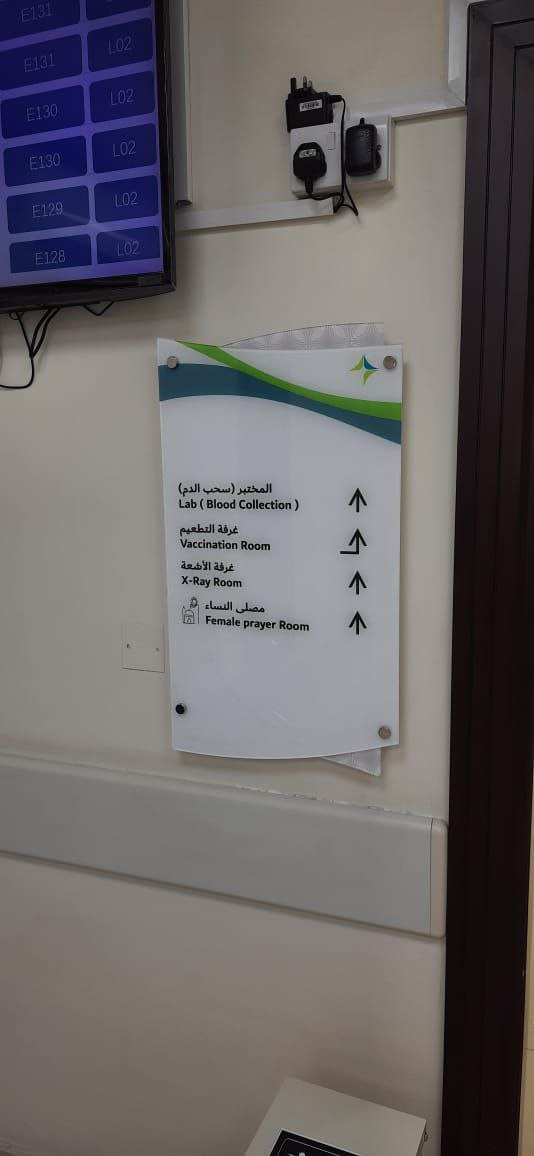 E131
E131 L02
E130 L02
E130 L02
E129 L02
E128 L02
المختبر (سحب الدم)
Lab ( Blood Collection )
غرفة التطعيم
Vaccination Room
غرفة الأشعة
X-Ray Room
مصلى النساء
Female prayer Room